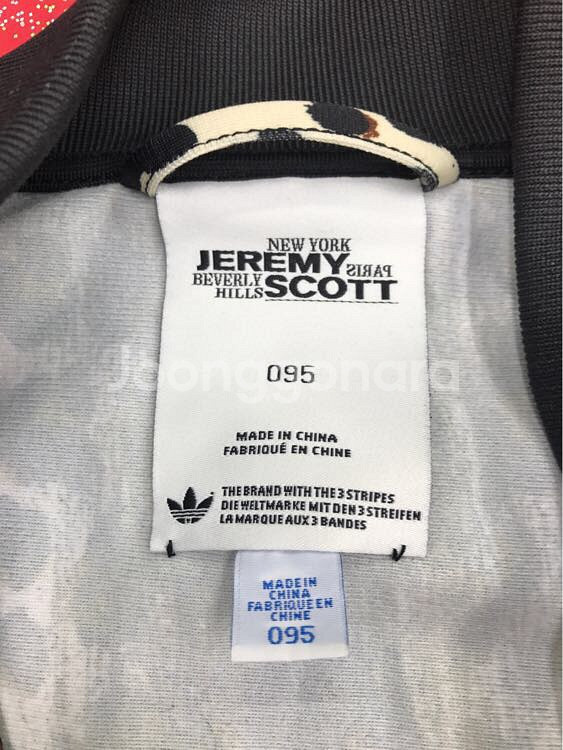 NEW YORK
JEREMY PARIS
BEVERLY HILLS SCOTT
Joonggonara
095
MADE IN CHINA
FABRIQUÉ EN CHINE
THE BRAND WITH THE 3 STRIPES
DIE WELTMARKE MIT DEN 3 STREIFEN
LA MARQUE AUX 3 BANDES
MADE IN
CHINA
FABRIQUE EN
CHINE
095